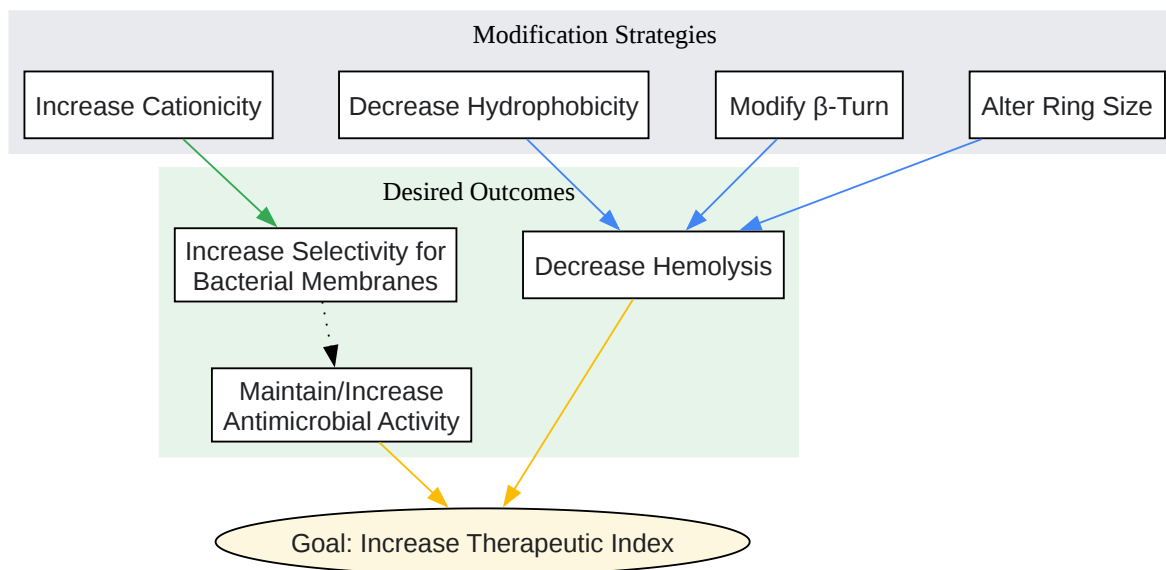 Modification Strategies
Increase Cationicity
Decrease Hydrophobicity
Modify β-Turn
Alter Ring Size
Desired Outcomes
Increase Selectivity for
Bacterial Membranes
Decrease Hemolysis
Maintain/Increase
Antimicrobial Activity
Goal: Increase Therapeutic Index